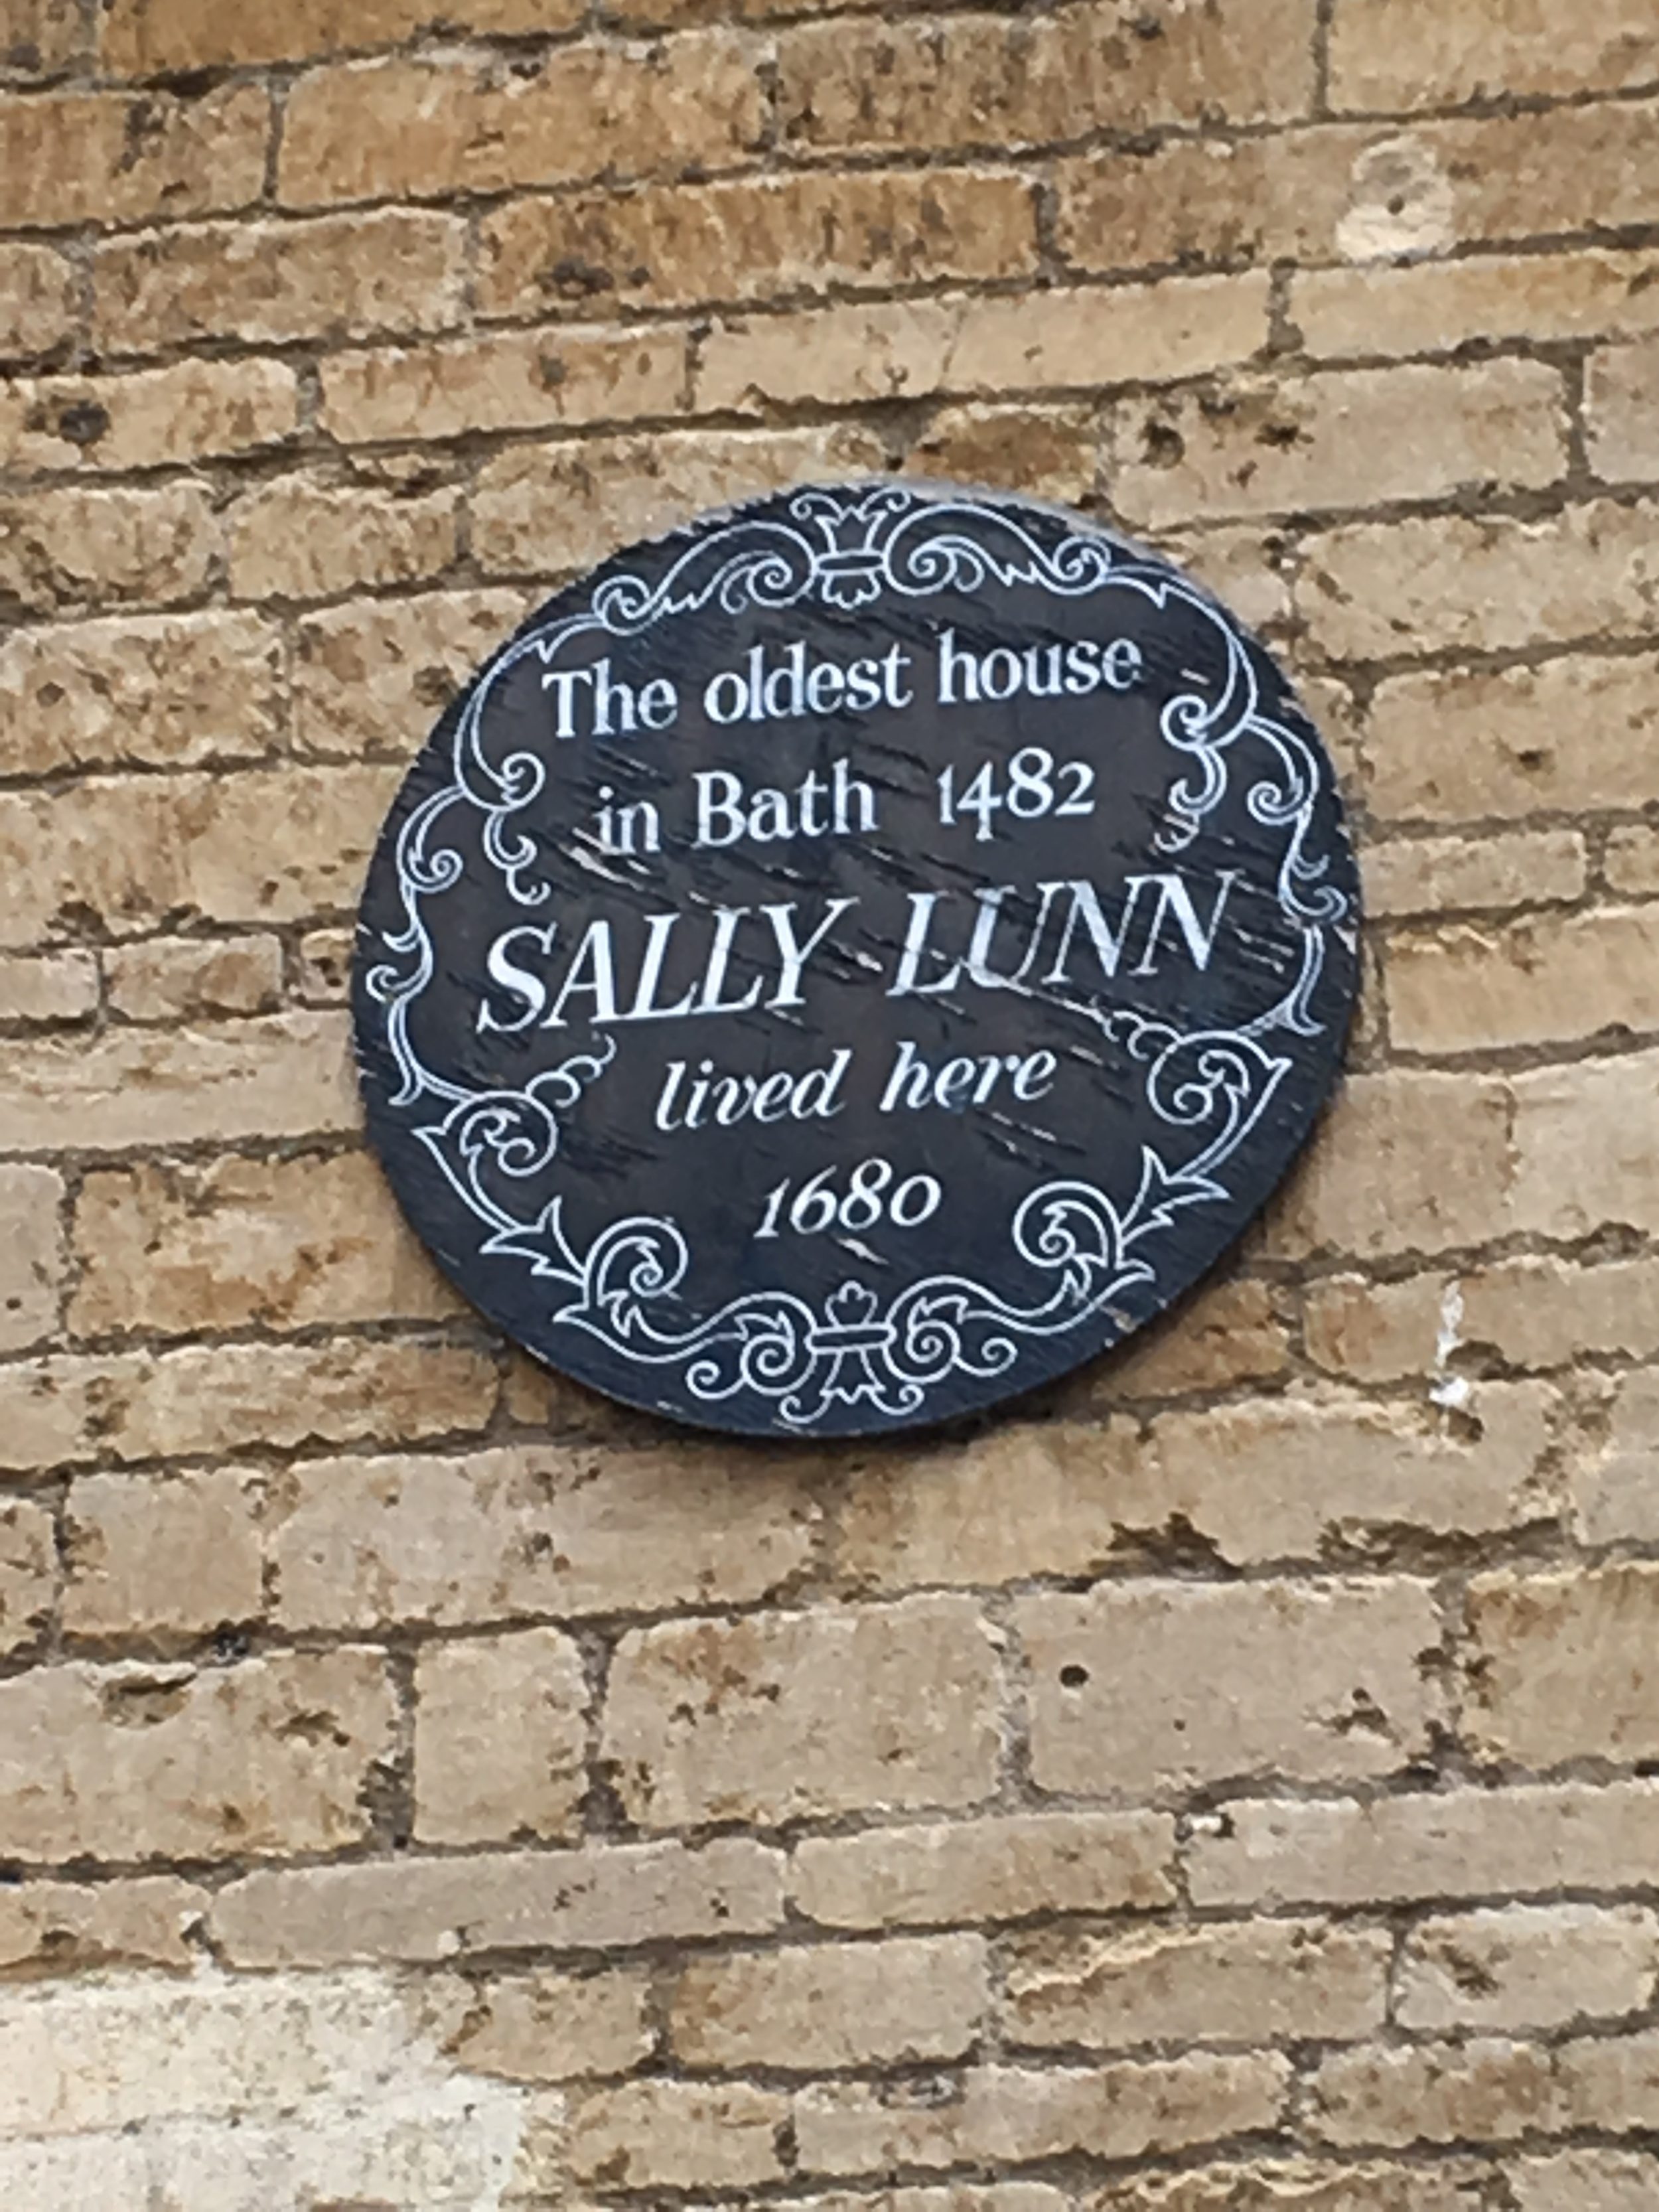 The oldest house
in Bath 1482
SALLY LUNN
lived here
1680